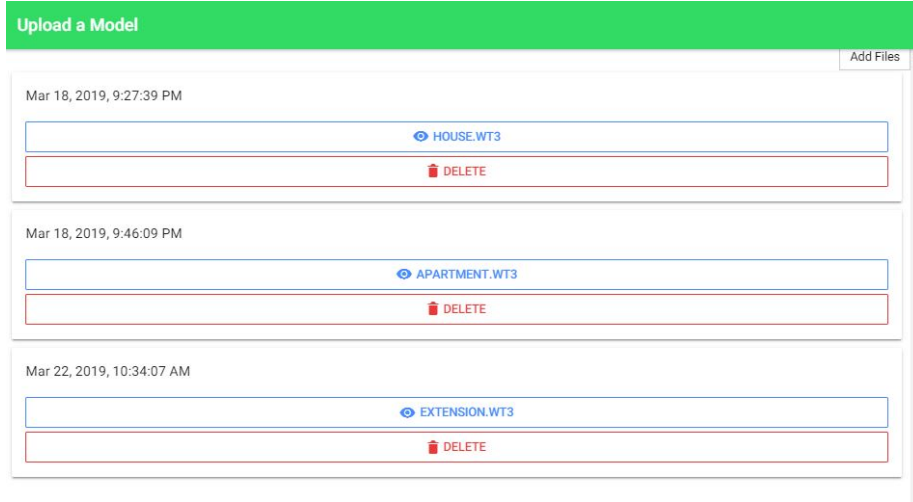 Upload a Model
Add Files
Mar 18, 2019, 9:27:39 PM
HOUSE.WT3
DELETE
Mar 18, 2019, 9:46:09 PM
APARTMENT.WT3
DELETE
Mar 22, 2019, 10:34:07 AM
EXTENSION.WT3
DELETE